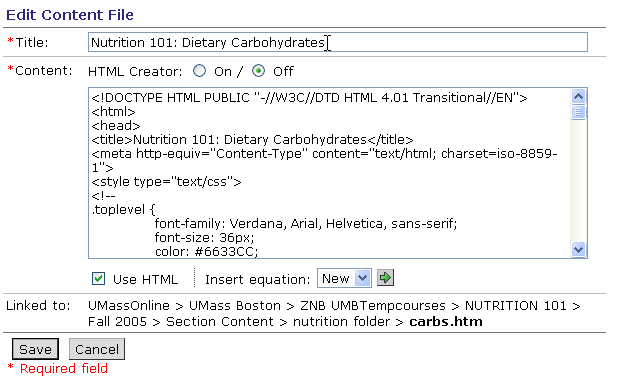 Edit Content File
*Title: Nutrition 101: Dietary Carbohydrates
*Content: HTML Creator: On / Off
<!DOCTYPE HTML PUBLIC "-//W3C//DTD HTML 4.01 Transitional//EN">
<html>
<head>
<title>Nutrition 101: Dietary Carbohydrates</title>
<meta http-equiv="Content-Type" content="text/html; charset=iso-8859-
1">
<style type="text/css">
<!--
.toplevel {
font-family: Verdana, Arial, Helvetica, sans-serif;
font-size: 36px;
color: #6633CC;
Use HTML Insert equation: New
Linked to: UMassOnline > UMass Boston > ZNB UMBTempcourses > NUTRITION 101 >
Fall 2005 > Section Content > nutrition folder > carbs.htm
Save Cancel
* Required field